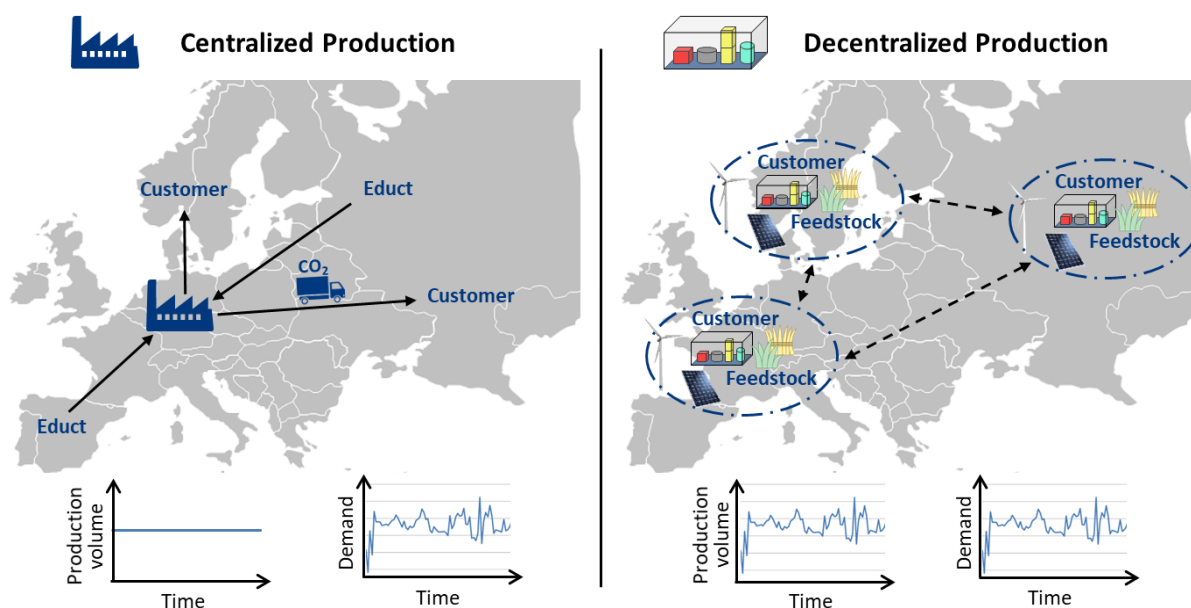 Centralized Production
Customer
Educt
CO₂
Customer
Educt
Production
volume
Time
Demand
Time
Decentralized Production
Customer
Feedstock
Customer
Feedstock
Customer
Feedstock
Production
volume
Time
Demand
Time